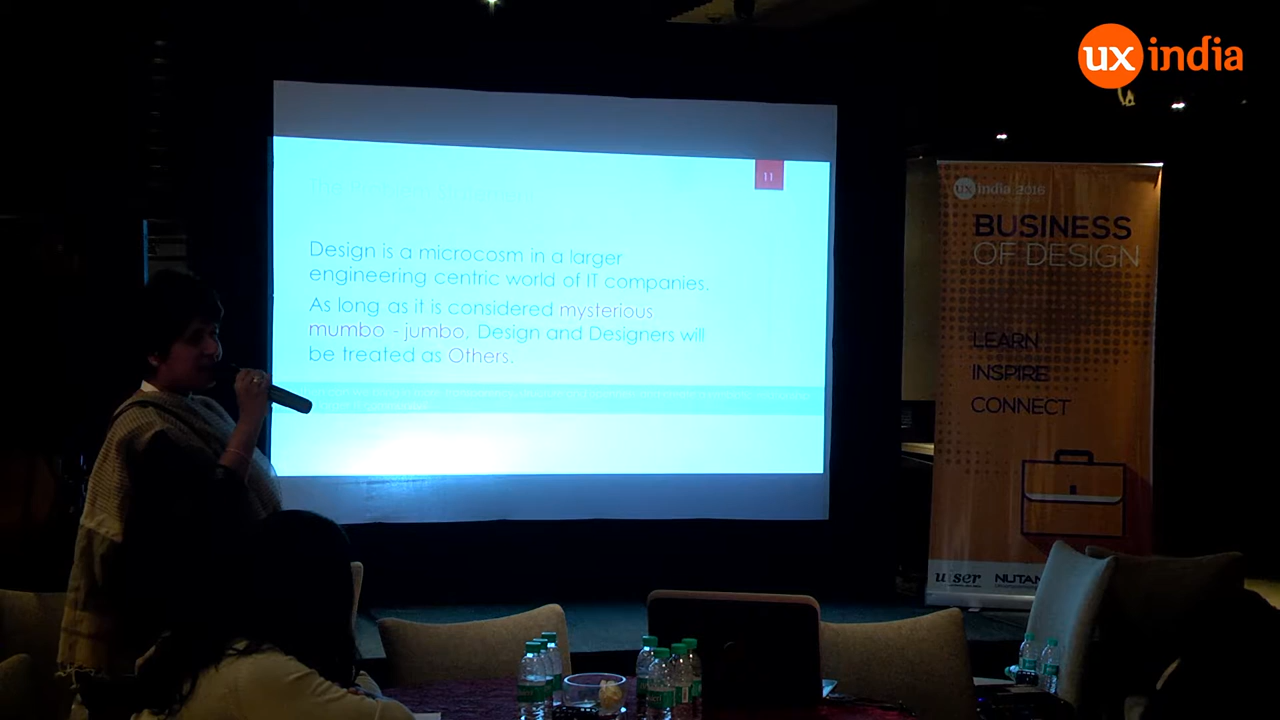 ux india
11
The Problem
Design is a microcosm in a larger
engineering centric world of IT companies.
As long as it is considered mysterious
mumbo - jumbo, Design and Designers will
be treated as Others.
ux india 2016
BUSINESS
OF DESIGN
LEARN
INSPIRE
CONNECT
NUTAN